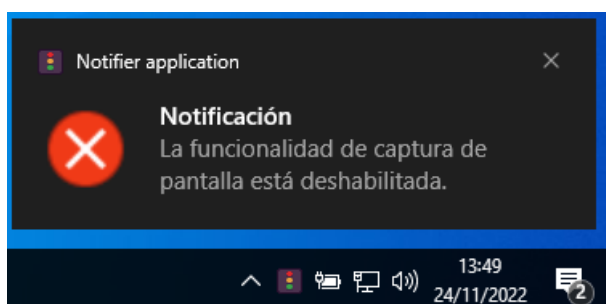 Notifier application
Notificación
La funcionalidad de captura de
pantalla está deshabilitada.
13:49
24/11/2022
2